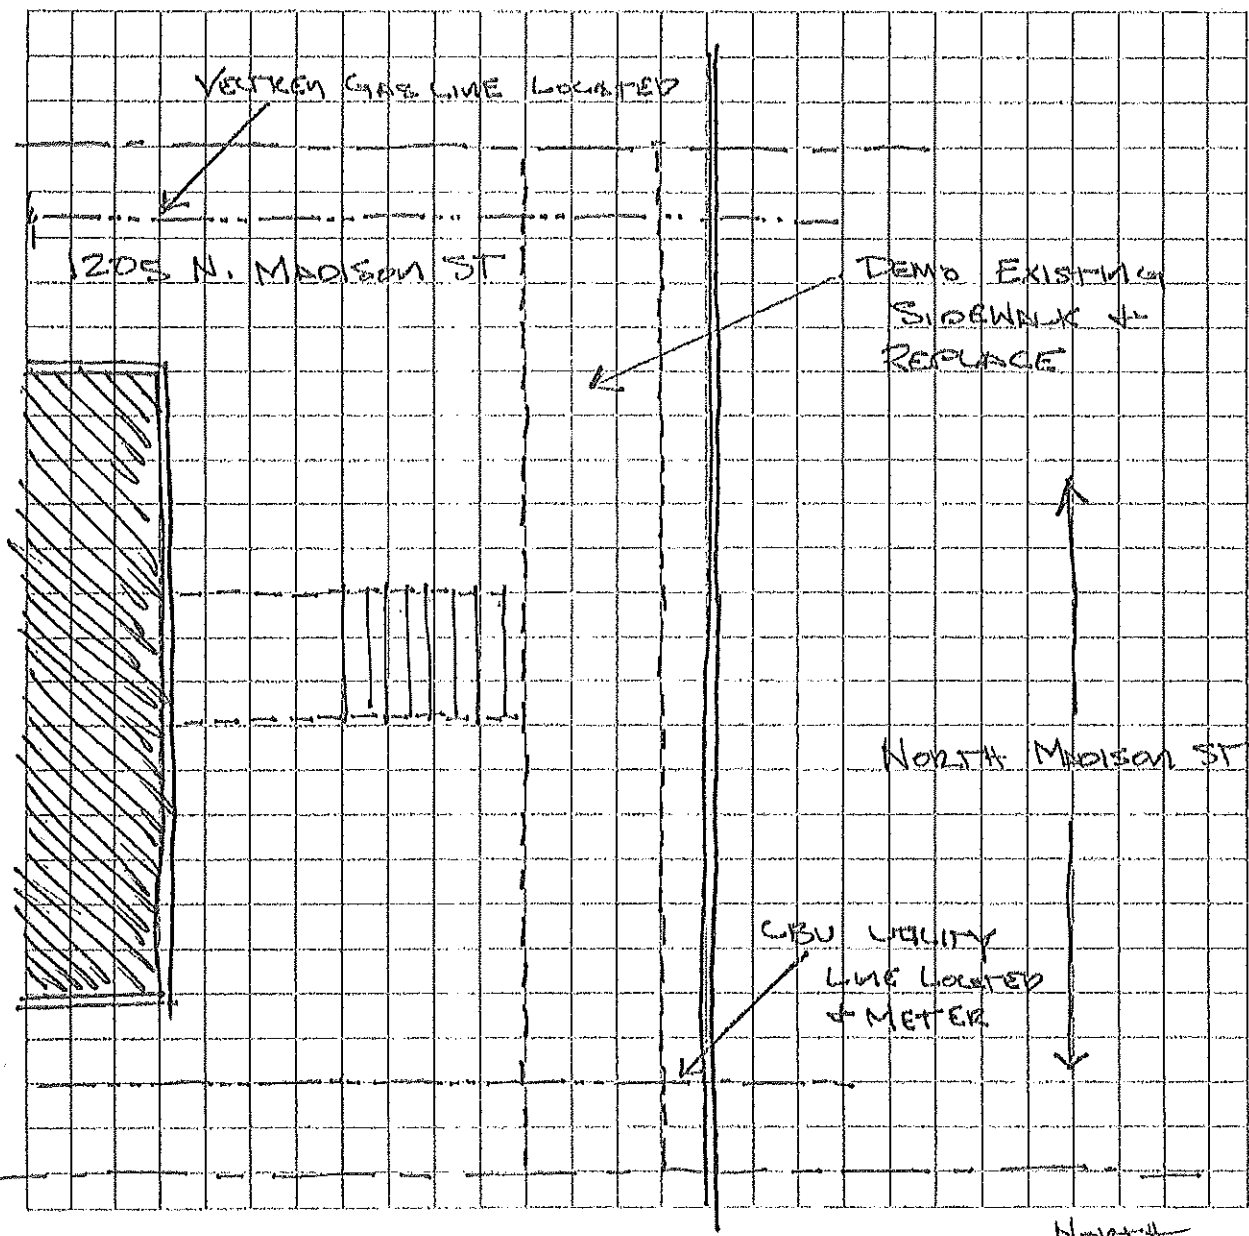 VECTREN GAS LINE LOCATED
1205 N. MADISON ST
DEMO EXISTING
SIDEWALK +
REPLACE
NORTH MADISON ST
CBU UTILITY
LINE LOCATED
+ METER
NORTH